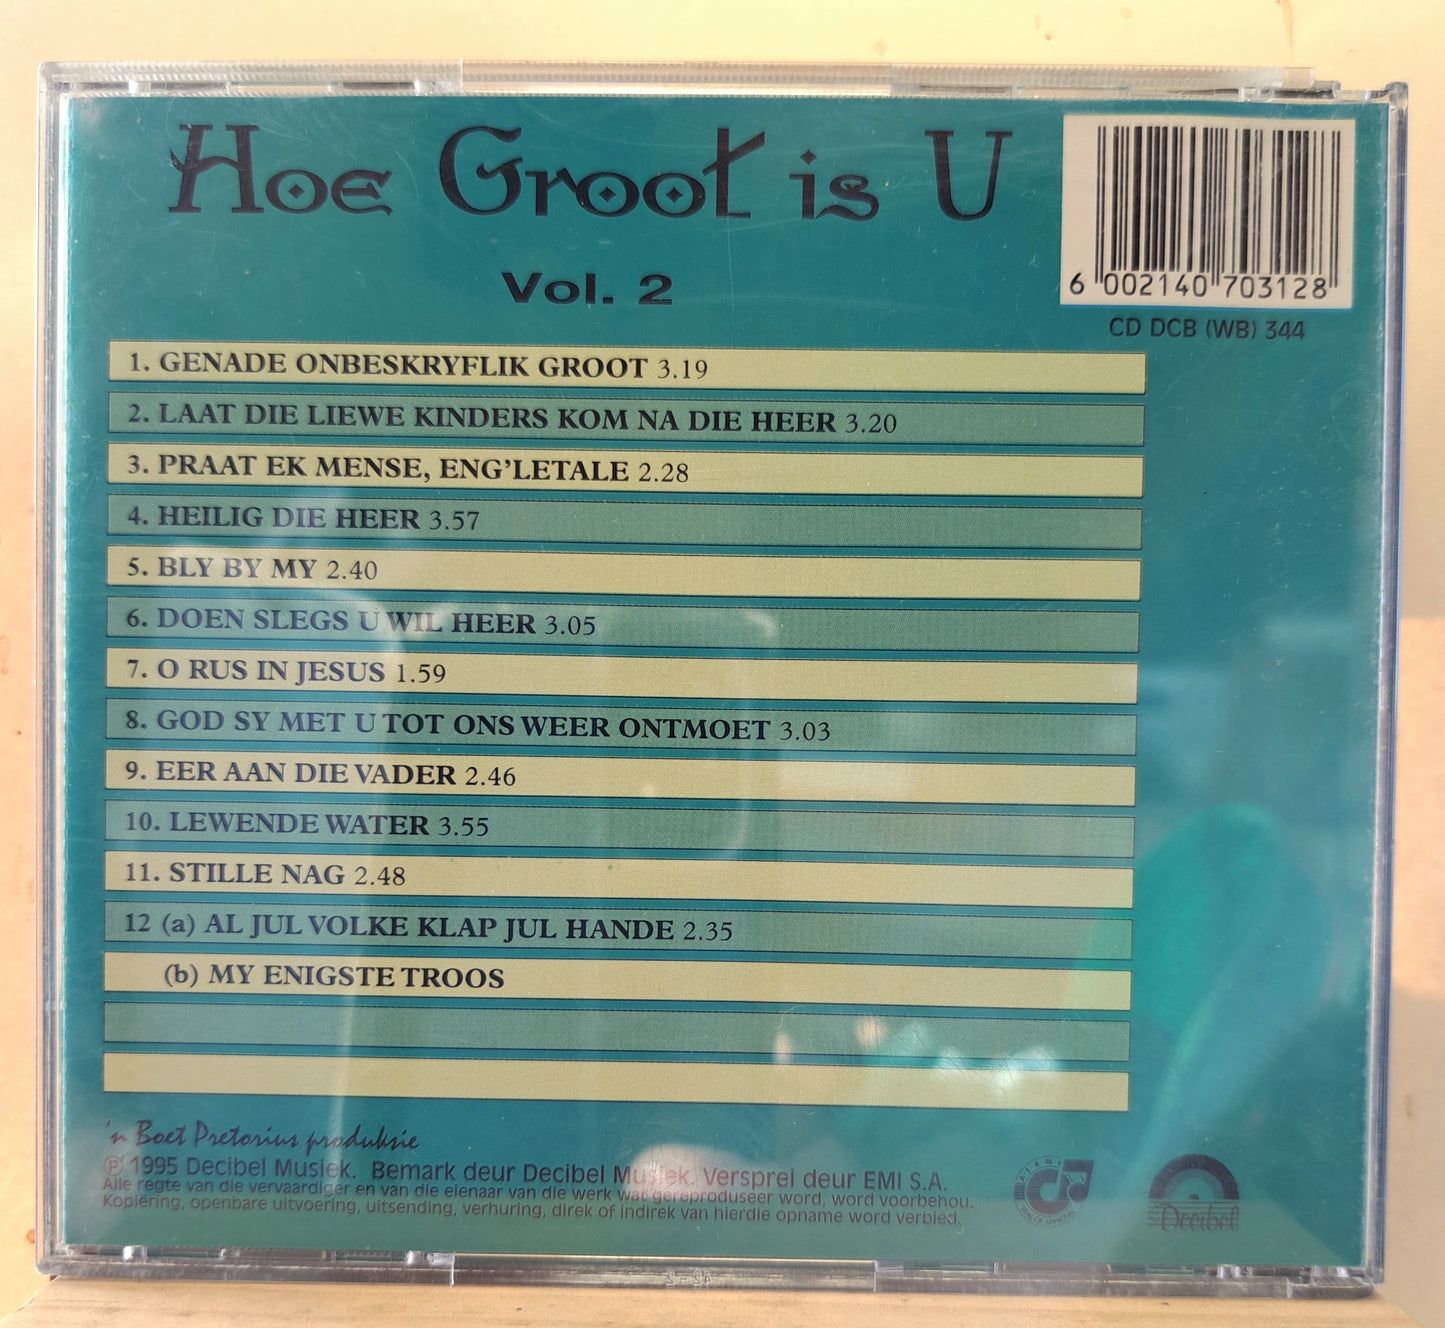 Hoe Groot is U
Vol. 2
6 002140 703128
CD DCB (WB) 344
1. GENADE ONBESKRYFLIK GROOT 3.19
2. LAAT DIE LIEWE KINDERS KOM NA DIE HEER 3.20
3. PRAAT EK MENSE, ENG'LETALE 2.28
4. HEILIG DIE HEER 3.57
5. BLY BY MY 2.40
6. DOEN SLEGS U WIL HEER 3.05
7. O RUS IN JESUS 1.59
8. GOD SY MET U TOT ONS WEER ONTMOET 3.03
9. EER AAN DIE VADER 2.46
10. LEWENDE WATER 3.55
11. STILLE NAG 2.48
12 (a) AL JUL VOLKE KLAP JUL HANDE 2.35
(b) MY ENIGSTE TROOS
'n Boet Pretorius produksie
℗ 1995 Decibel Musiek. Bemark deur Decibel Musiek. Versprei deur EMI S.A.
Alle regte van die vervaardiger en van die eienaar van die werk wat gereproduseer word, word voorbehou.
Kopiëring, openbare uitvoering, uitsending, verhuring, direk of indirek van hierdie opname word verbied.
A·S·A·M·I
SEAL OF APPROVAL
Decibel